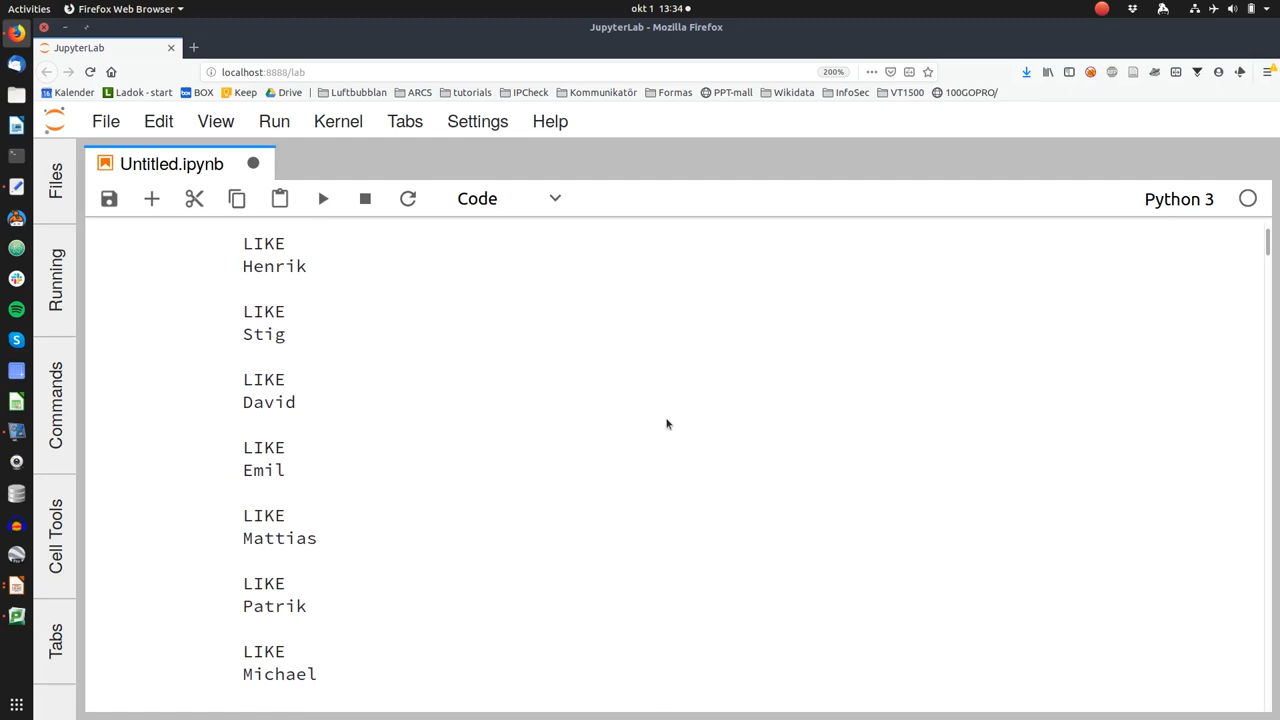 Activities Firefox Web Browser okt 1 13:34
JupyterLab - Mozilla Firefox
JupyterLab
localhost:8888/lab 200%
Kalender Ladok - start BOX Keep Drive Luftbubblan ARCS tutorials IPCheck Kommunikatör Formas PPT-mall Wikidata InfoSec VT1500 100GOPRO/
File Edit View Run Kernel Tabs Settings Help
Untitled.ipynb
Code Python 3
Files
Running
Commands
Cell Tools
Tabs
LIKE
Henrik
LIKE
Stig
LIKE
David
LIKE
Emil
LIKE
Mattias
LIKE
Patrik
LIKE
Michael